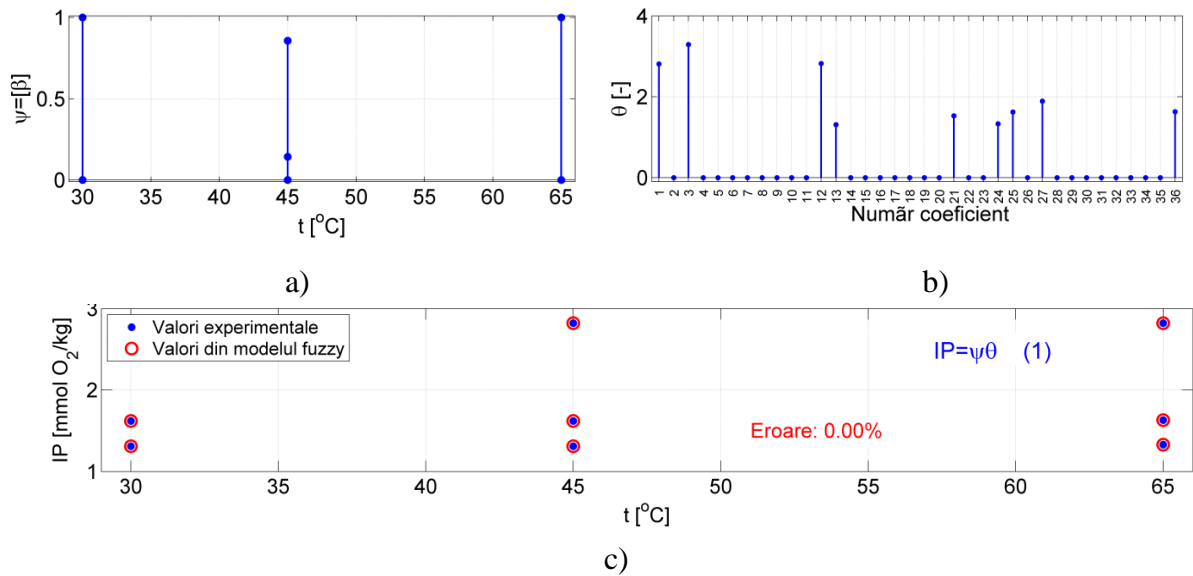 1
0.5
0
ψ=[β]
30 35 40 45 50 55 60 65
t [°C]
a)
4
2
0
θ [-]
1 2 3 4 5 6 7 8 9 10 11 12 13 14 15 16 17 18 19 20 21 22 23 24 25 26 27 28 29 30 31 32 33 34 35 36
Numãr coeficient
b)
3
2
1
IP [mmol O₂/kg]
Valori experimentale
Valori din modelul fuzzy
IP=ψθ (1)
Eroare: 0.00%
30 35 40 45 50 55 60 65
t [°C]
c)